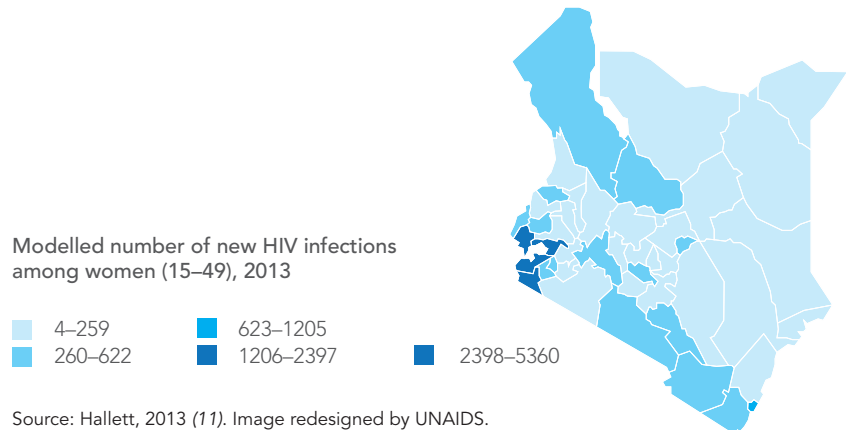 Modelled number of new HIV infections
among women (15–49), 2013
4–259
623–1205
260–622
1206–2397
2398–5360
Source: Hallett, 2013 (11). Image redesigned by UNAIDS.